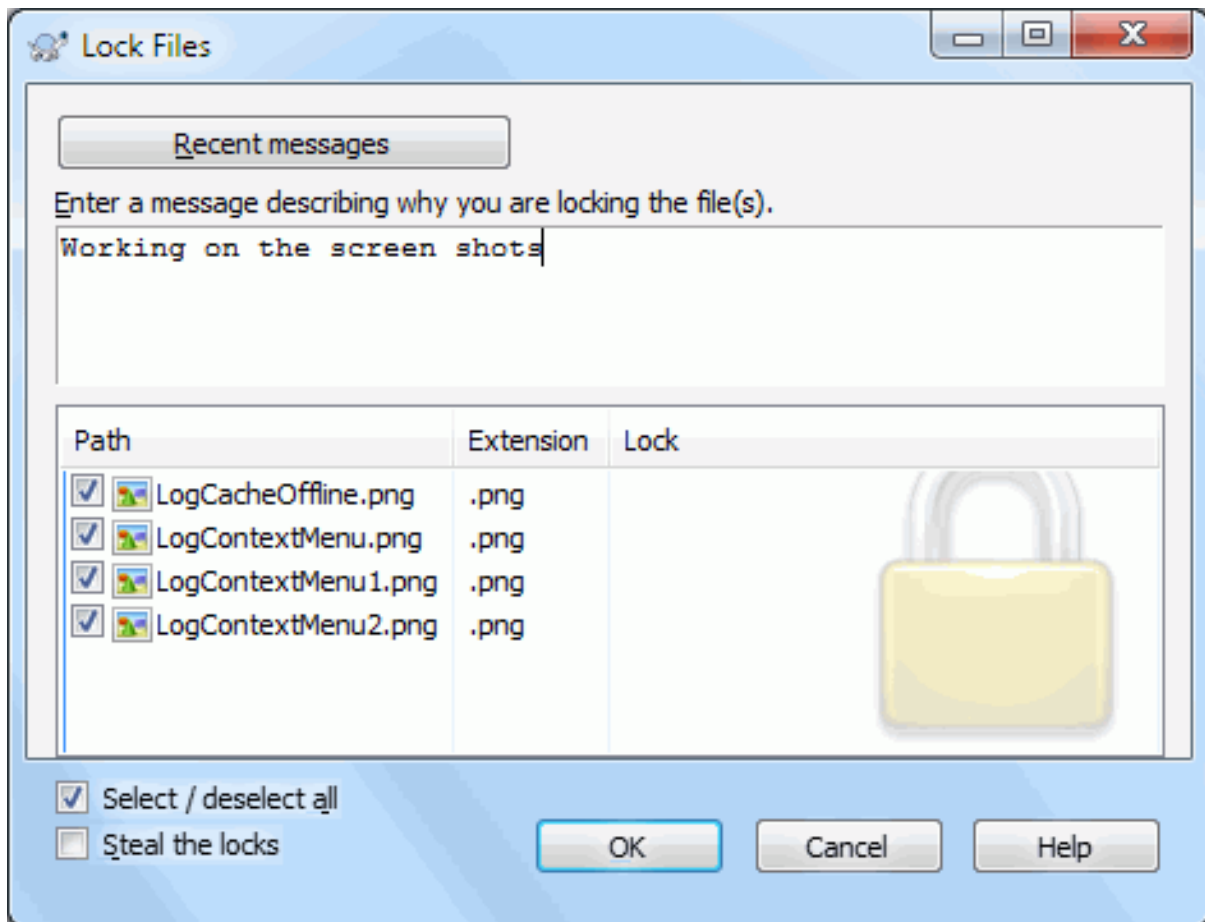 Lock Files
Recent messages
Enter a message describing why you are locking the file(s).
Working on the screen shots
Path Extension Lock
LogCacheOffline.png .png
LogContextMenu.png .png
LogContextMenu1.png .png
LogContextMenu2.png .png
Select / deselect all
Steal the locks
OK Cancel Help